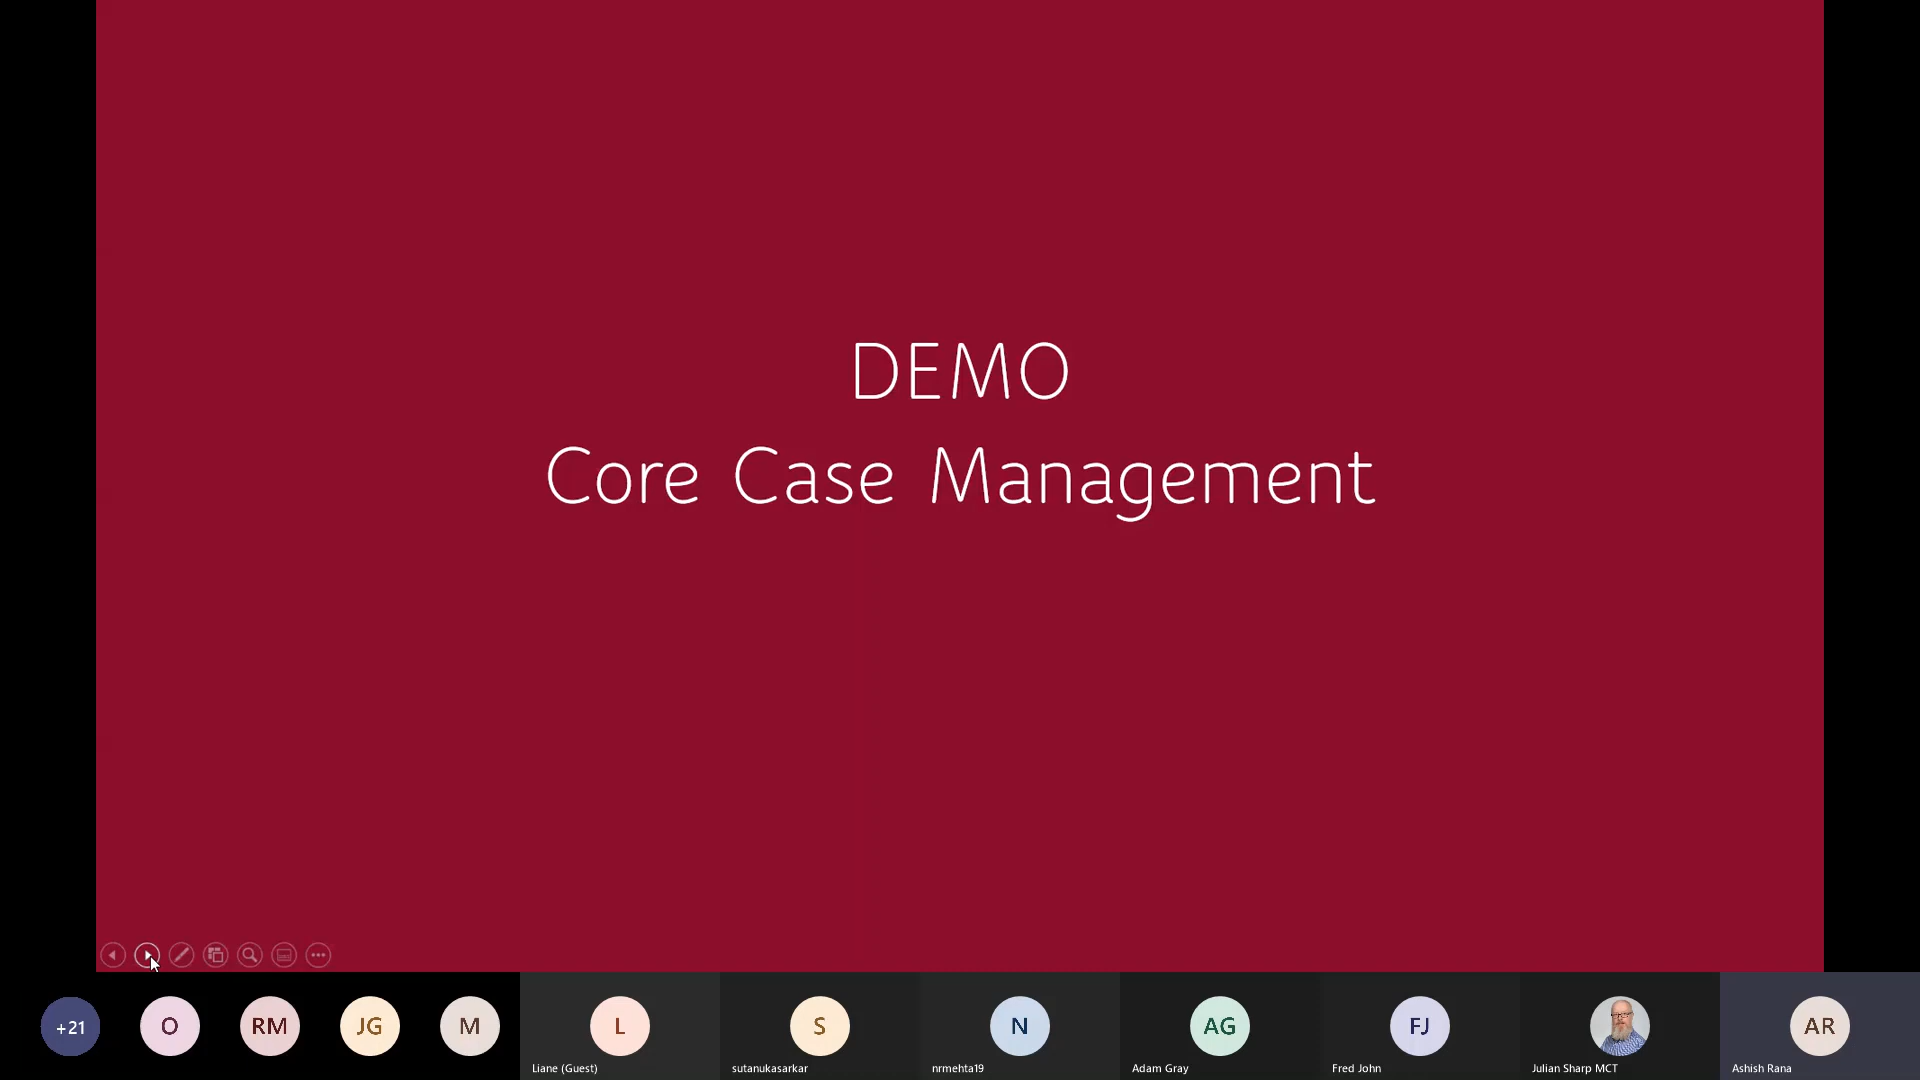 DEMO
Core Case Management
+21
O
RM
JG
M
L
S
N
AG
FJ
AR
Liane (Guest)
sutanukasarkar
nrmehta19
Adam Gray
Fred John
Julian Sharp MCT
Ashish Rana